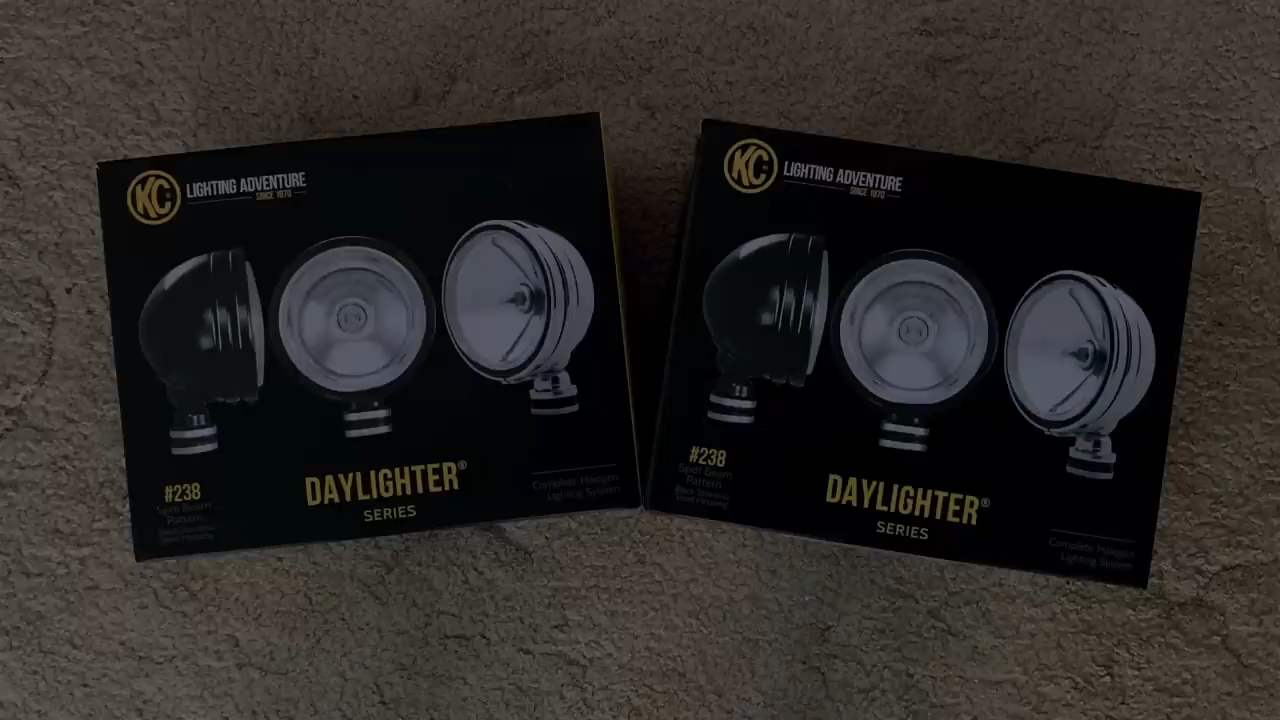 KC
LIGHTING ADVENTURE
SINCE 1970
#238
Spot Beam
Pattern
DAYLIGHTER®
SERIES
Complete Halogen
Lighting System
KC
LIGHTING ADVENTURE
SINCE 1970
#238
Spot Beam
Pattern
Black Stainless
Steel Housing
DAYLIGHTER®
SERIES
Complete Halogen
Lighting System